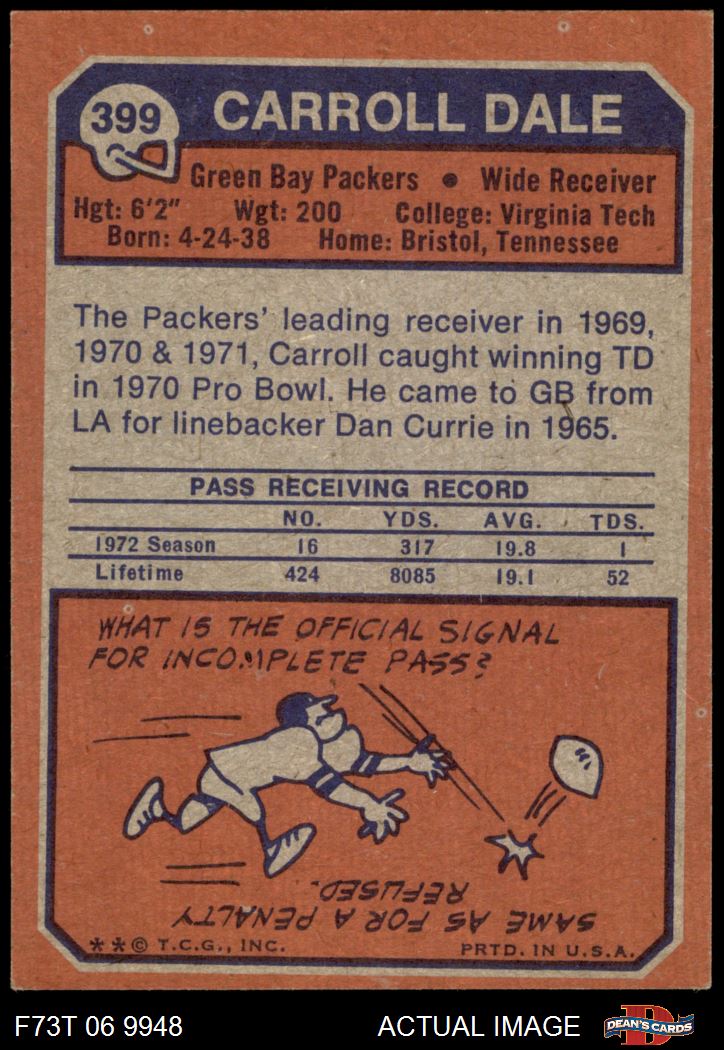 399
CARROLL DALE
Green Bay Packers • Wide Receiver
Hgt: 6'2" Wgt: 200 College: Virginia Tech
Born: 4-24-38 Home: Bristol, Tennessee
The Packers' leading receiver in 1969,
1970 & 1971, Carroll caught winning TD
in 1970 Pro Bowl. He came to GB from
LA for linebacker Dan Currie in 1965.
PASS RECEIVING RECORD
NO. YDS. AVG. TDS.
1972 Season 16 317 19.8 1
Lifetime 424 8085 19.1 52
WHAT IS THE OFFICIAL SIGNAL
FOR INCOMPLETE PASS?
SAME AS FOR A PENALTY
REFUSED.
**© T.C.G., INC. PRTD. IN U.S.A.
F73T 06 9948 ACTUAL IMAGE
D
DEAN'S CARDS